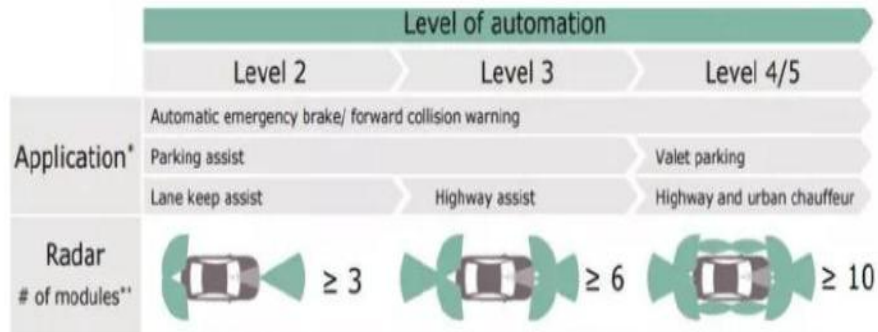 Level of automation
Level 2 Level 3 Level 4/5
Automatic emergency brake/ forward collision warning
Application*
Parking assist Valet parking
Lane keep assist Highway assist Highway and urban chauffeur
Radar
# of modules**
≥ 3 ≥ 6 ≥ 10